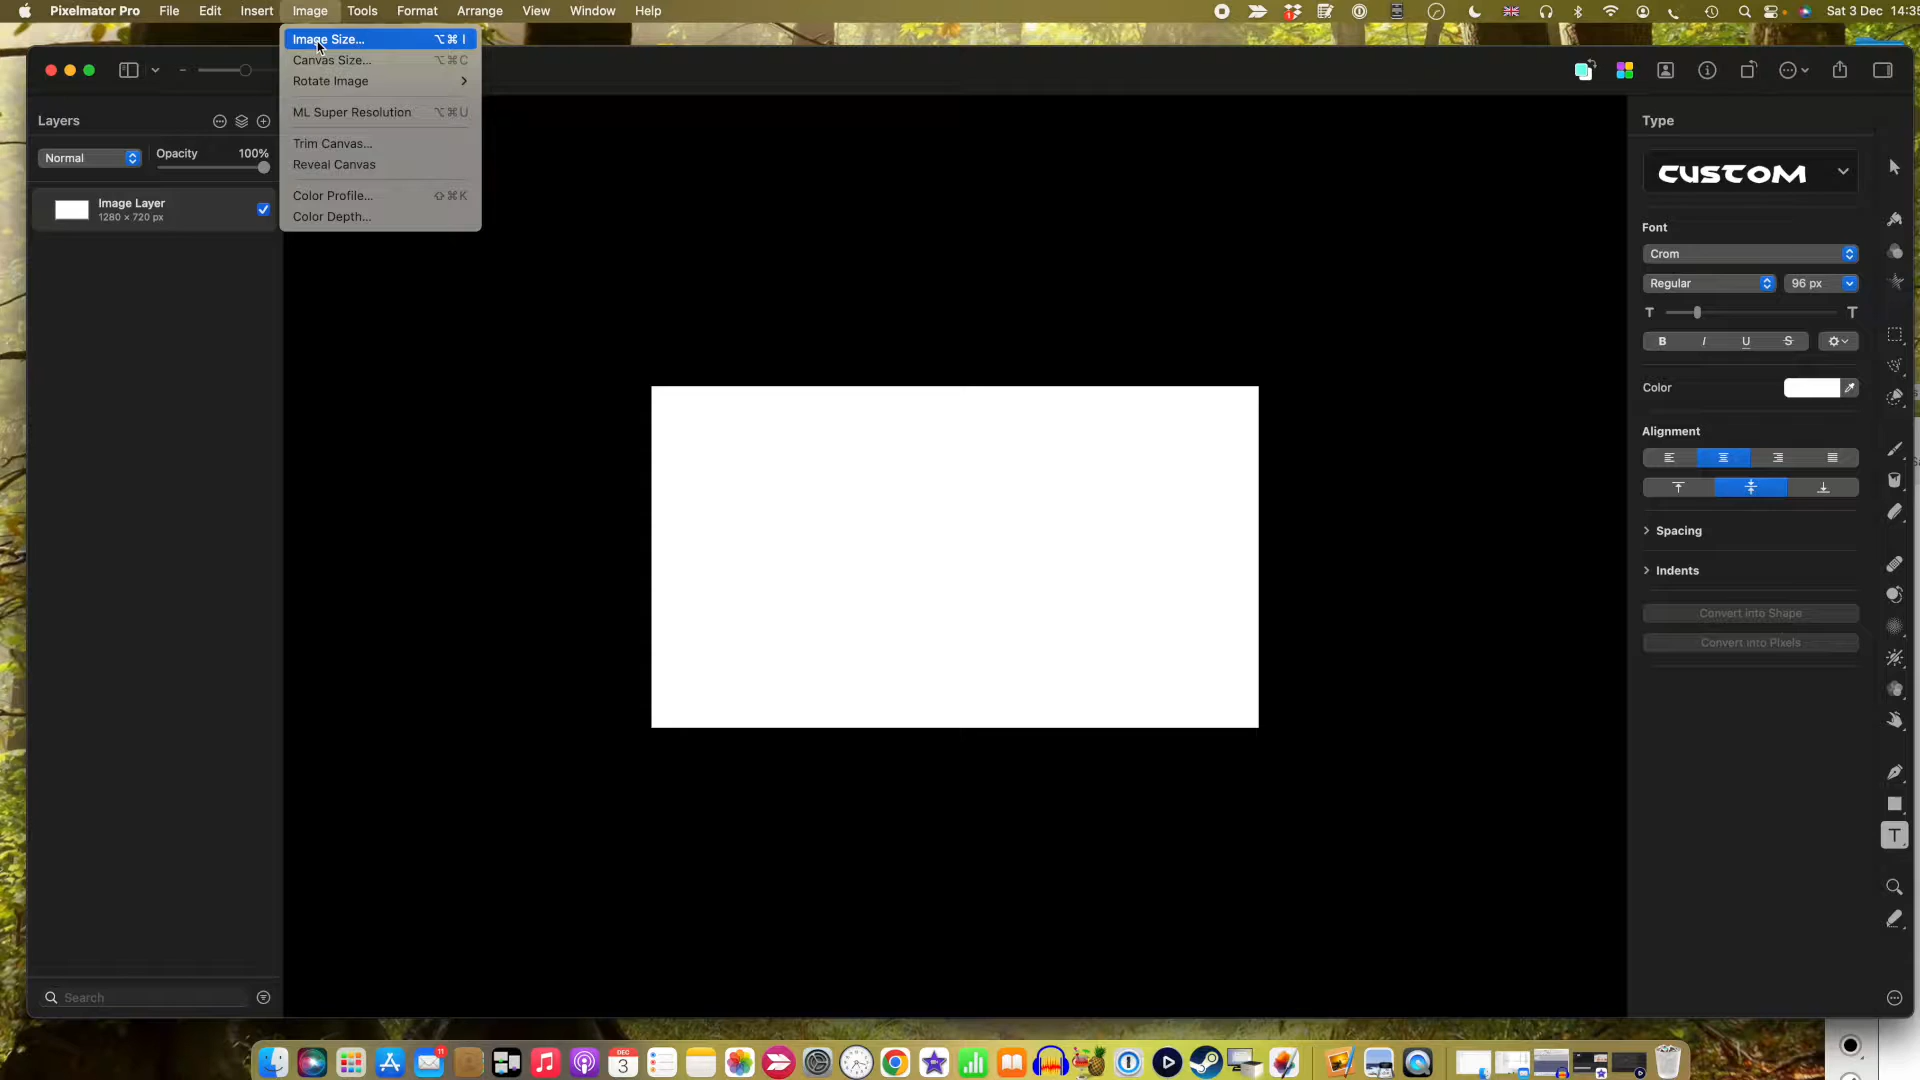 Pixelmator Pro File Edit Insert Image Tools Format Arrange View Window Help Sat 3 Dec
Image Size... ⌥⌘I
Canvas Size... ⌥⌘C
Rotate Image
ML Super Resolution ⌥⌘U
Trim Canvas...
Reveal Canvas
Color Profile... ⇧⌘K
Color Depth...
Layers
Normal Opacity 100%
Image Layer
1280 × 720 px
Search
Type
CUSTOM
Font
Crom
Regular 96 px
T T
B I U S
Color
Alignment
Spacing
Indents
Convert into Shape
Convert into Pixels
T
11
DEC
3